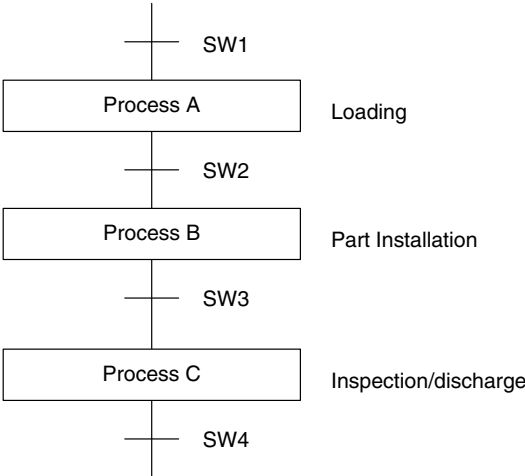 SW1
Process A
Loading
SW2
Process B
Part Installation
SW3
Process C
Inspection/discharge
SW4